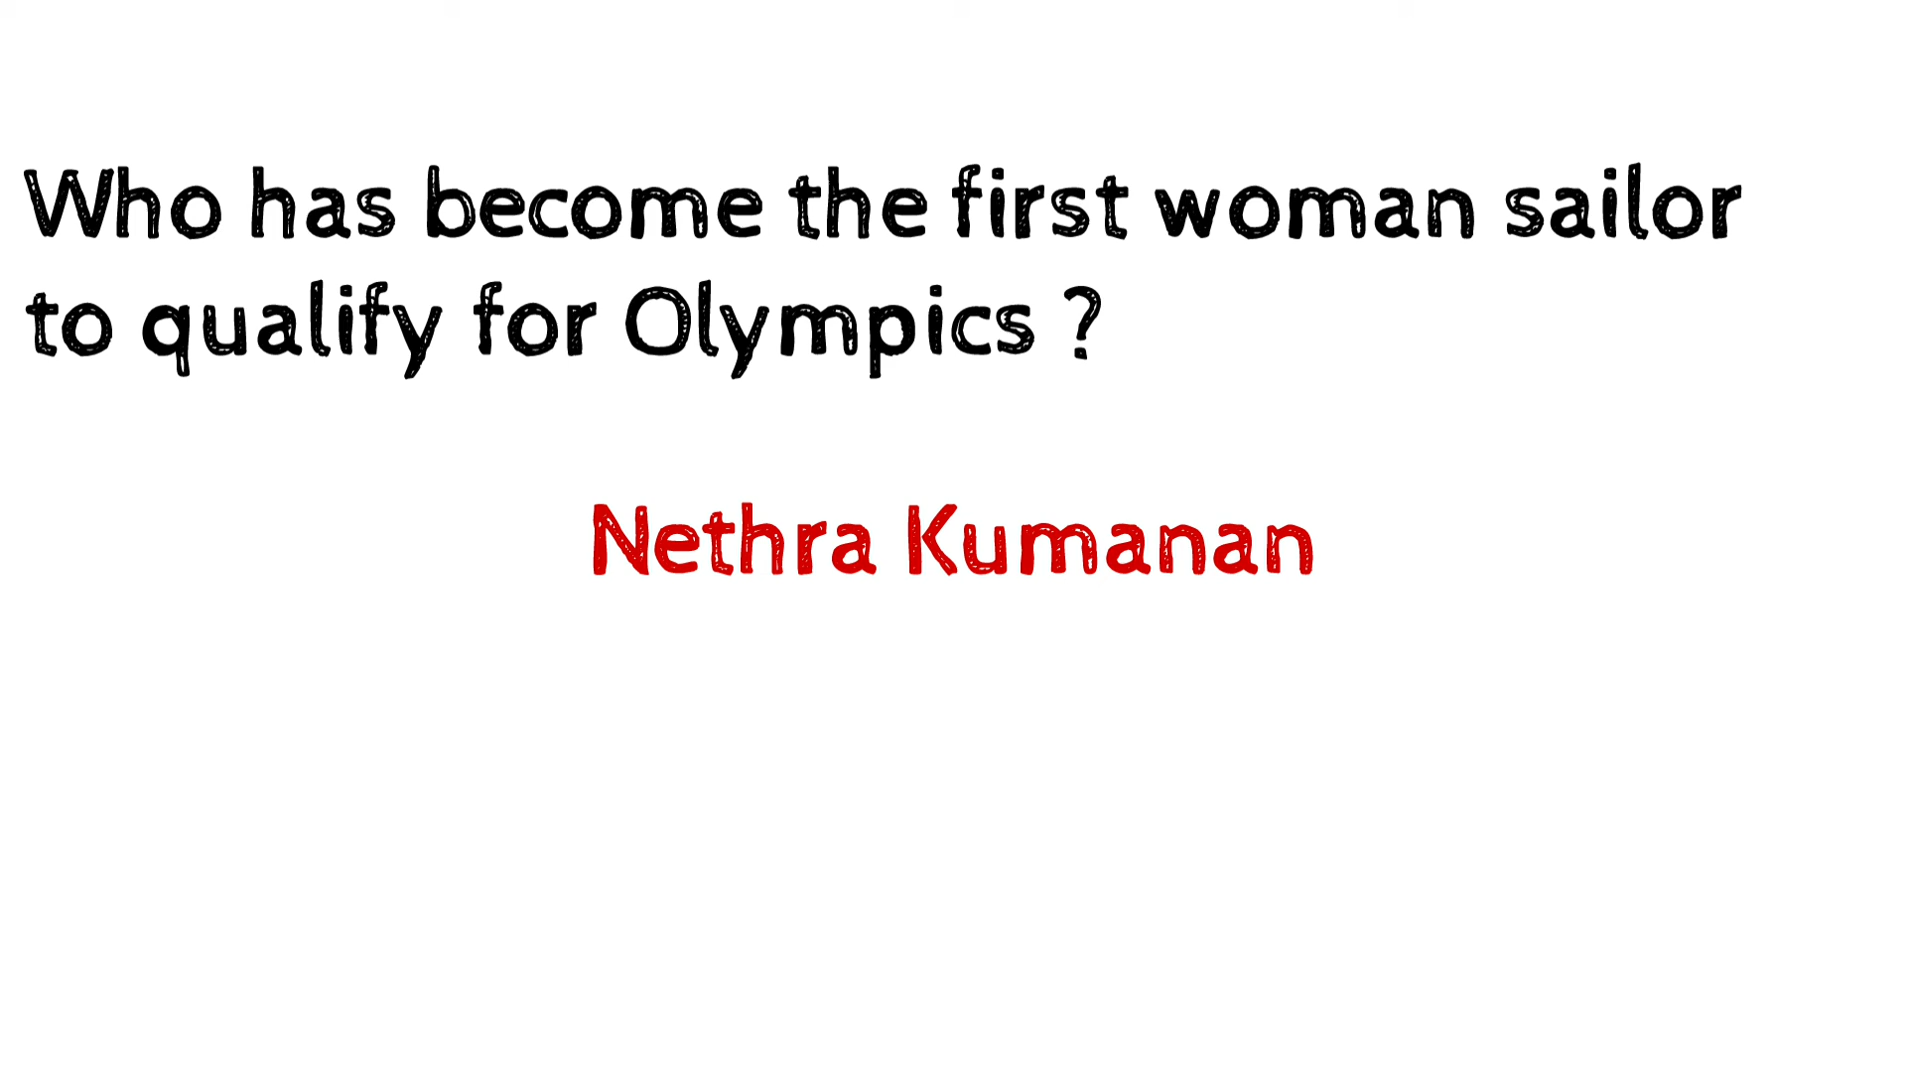 Who has become the first woman sailor
to qualify for Olympics ?
Nethra Kumanan